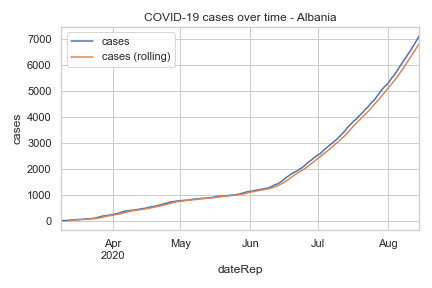 COVID-19 cases over time - Albania
cases
cases (rolling)
7000
6000
5000
4000
3000
2000
1000
0
cases
Apr
2020
May
Jun
Jul
Aug
dateRep